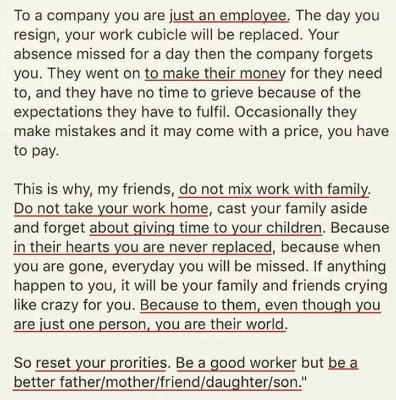 To a company you are just an employee. The day you
resign, your work cubicle will be replaced. Your
absence missed for a day then the company forgets
you. They went on to make their money for they need
to, and they have no time to grieve because of the
expectations they have to fulfil. Occasionally they
make mistakes and it may come with a price, you have
to pay.
This is why, my friends, do not mix work with family.
Do not take your work home, cast your family aside
and forget about giving time to your children. Because
in their hearts you are never replaced, because when
you are gone, everyday you will be missed. If anything
happen to you, it will be your family and friends crying
like crazy for you. Because to them, even though you
are just one person, you are their world.
So reset your prorities. Be a good worker but be a
better father/mother/friend/daughter/son."